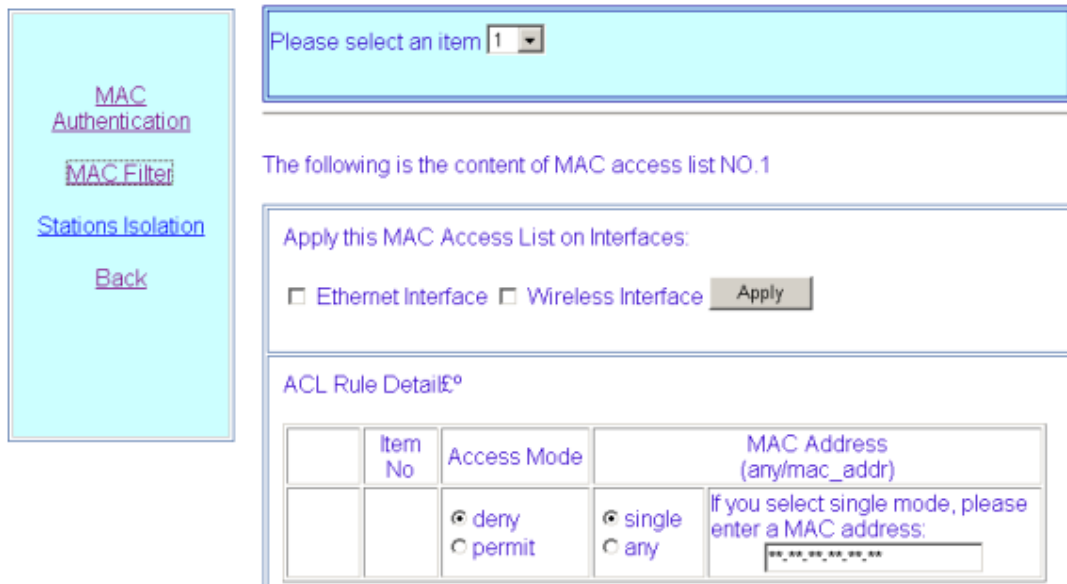 MAC
Authentication
MAC Filter
Stations Isolation
Back
Please select an item 1
The following is the content of MAC access list NO.1
Apply this MAC Access List on Interfaces:
Ethernet Interface Wireless Interface Apply
ACL Rule Detail£º
Item
No
Access Mode
MAC Address
(any/mac_addr)
deny
permit
single
any
If you select single mode, please
enter a MAC address:
**-**-**-**-**-**